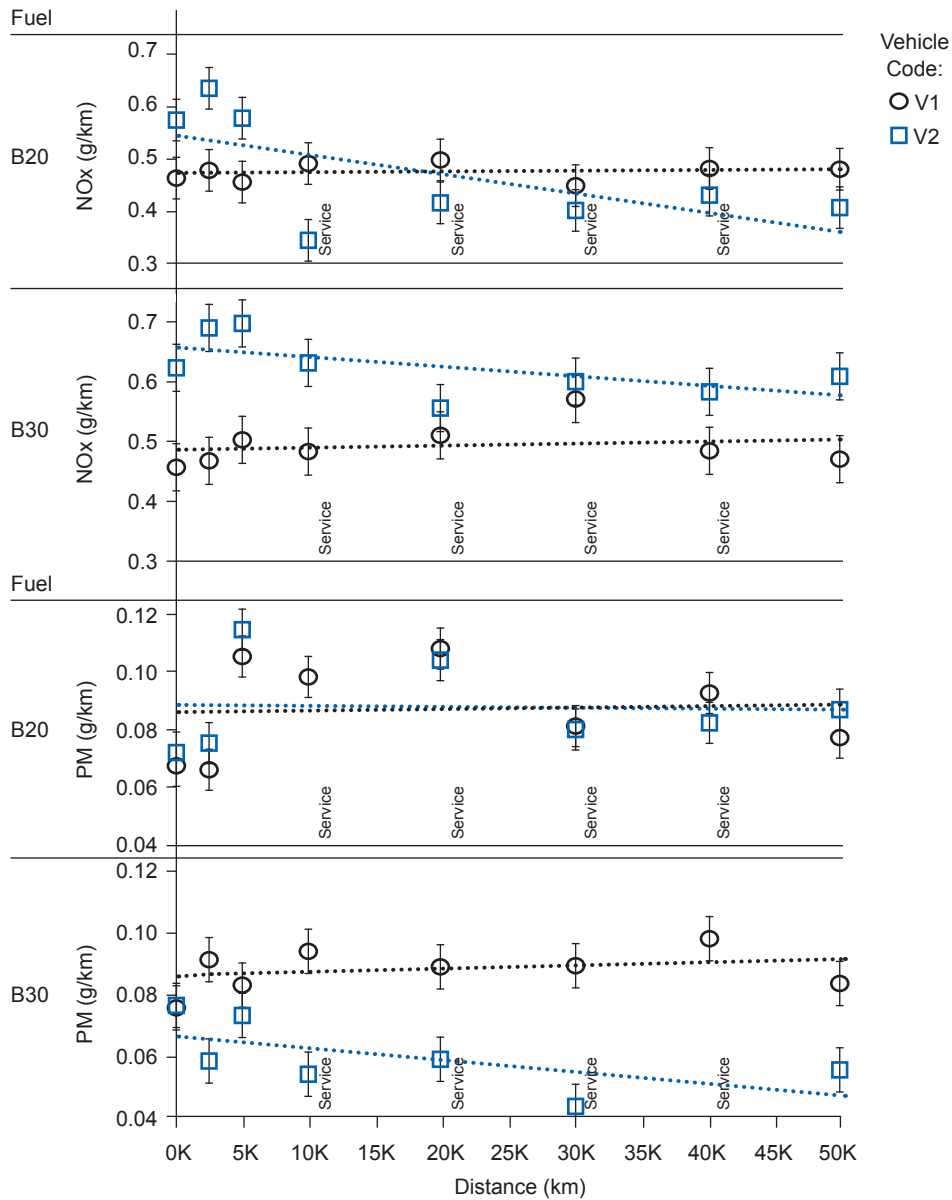 Fuel
Vehicle
Code:
V1
V2
B20
NOx (g/km)
0.7
0.6
0.5
0.4
0.3
Service
Service
Service
Service
B30
NOx (g/km)
0.7
0.6
0.5
0.4
0.3
Service
Service
Service
Service
Fuel
B20
PM (g/km)
0.12
0.10
0.08
0.06
0.04
Service
Service
Service
Service
B30
PM (g/km)
0.12
0.10
0.08
0.06
0.04
Service
Service
Service
Service
0K 5K 10K 15K 20K 25K 30K 35K 40K 45K 50K
Distance (km)